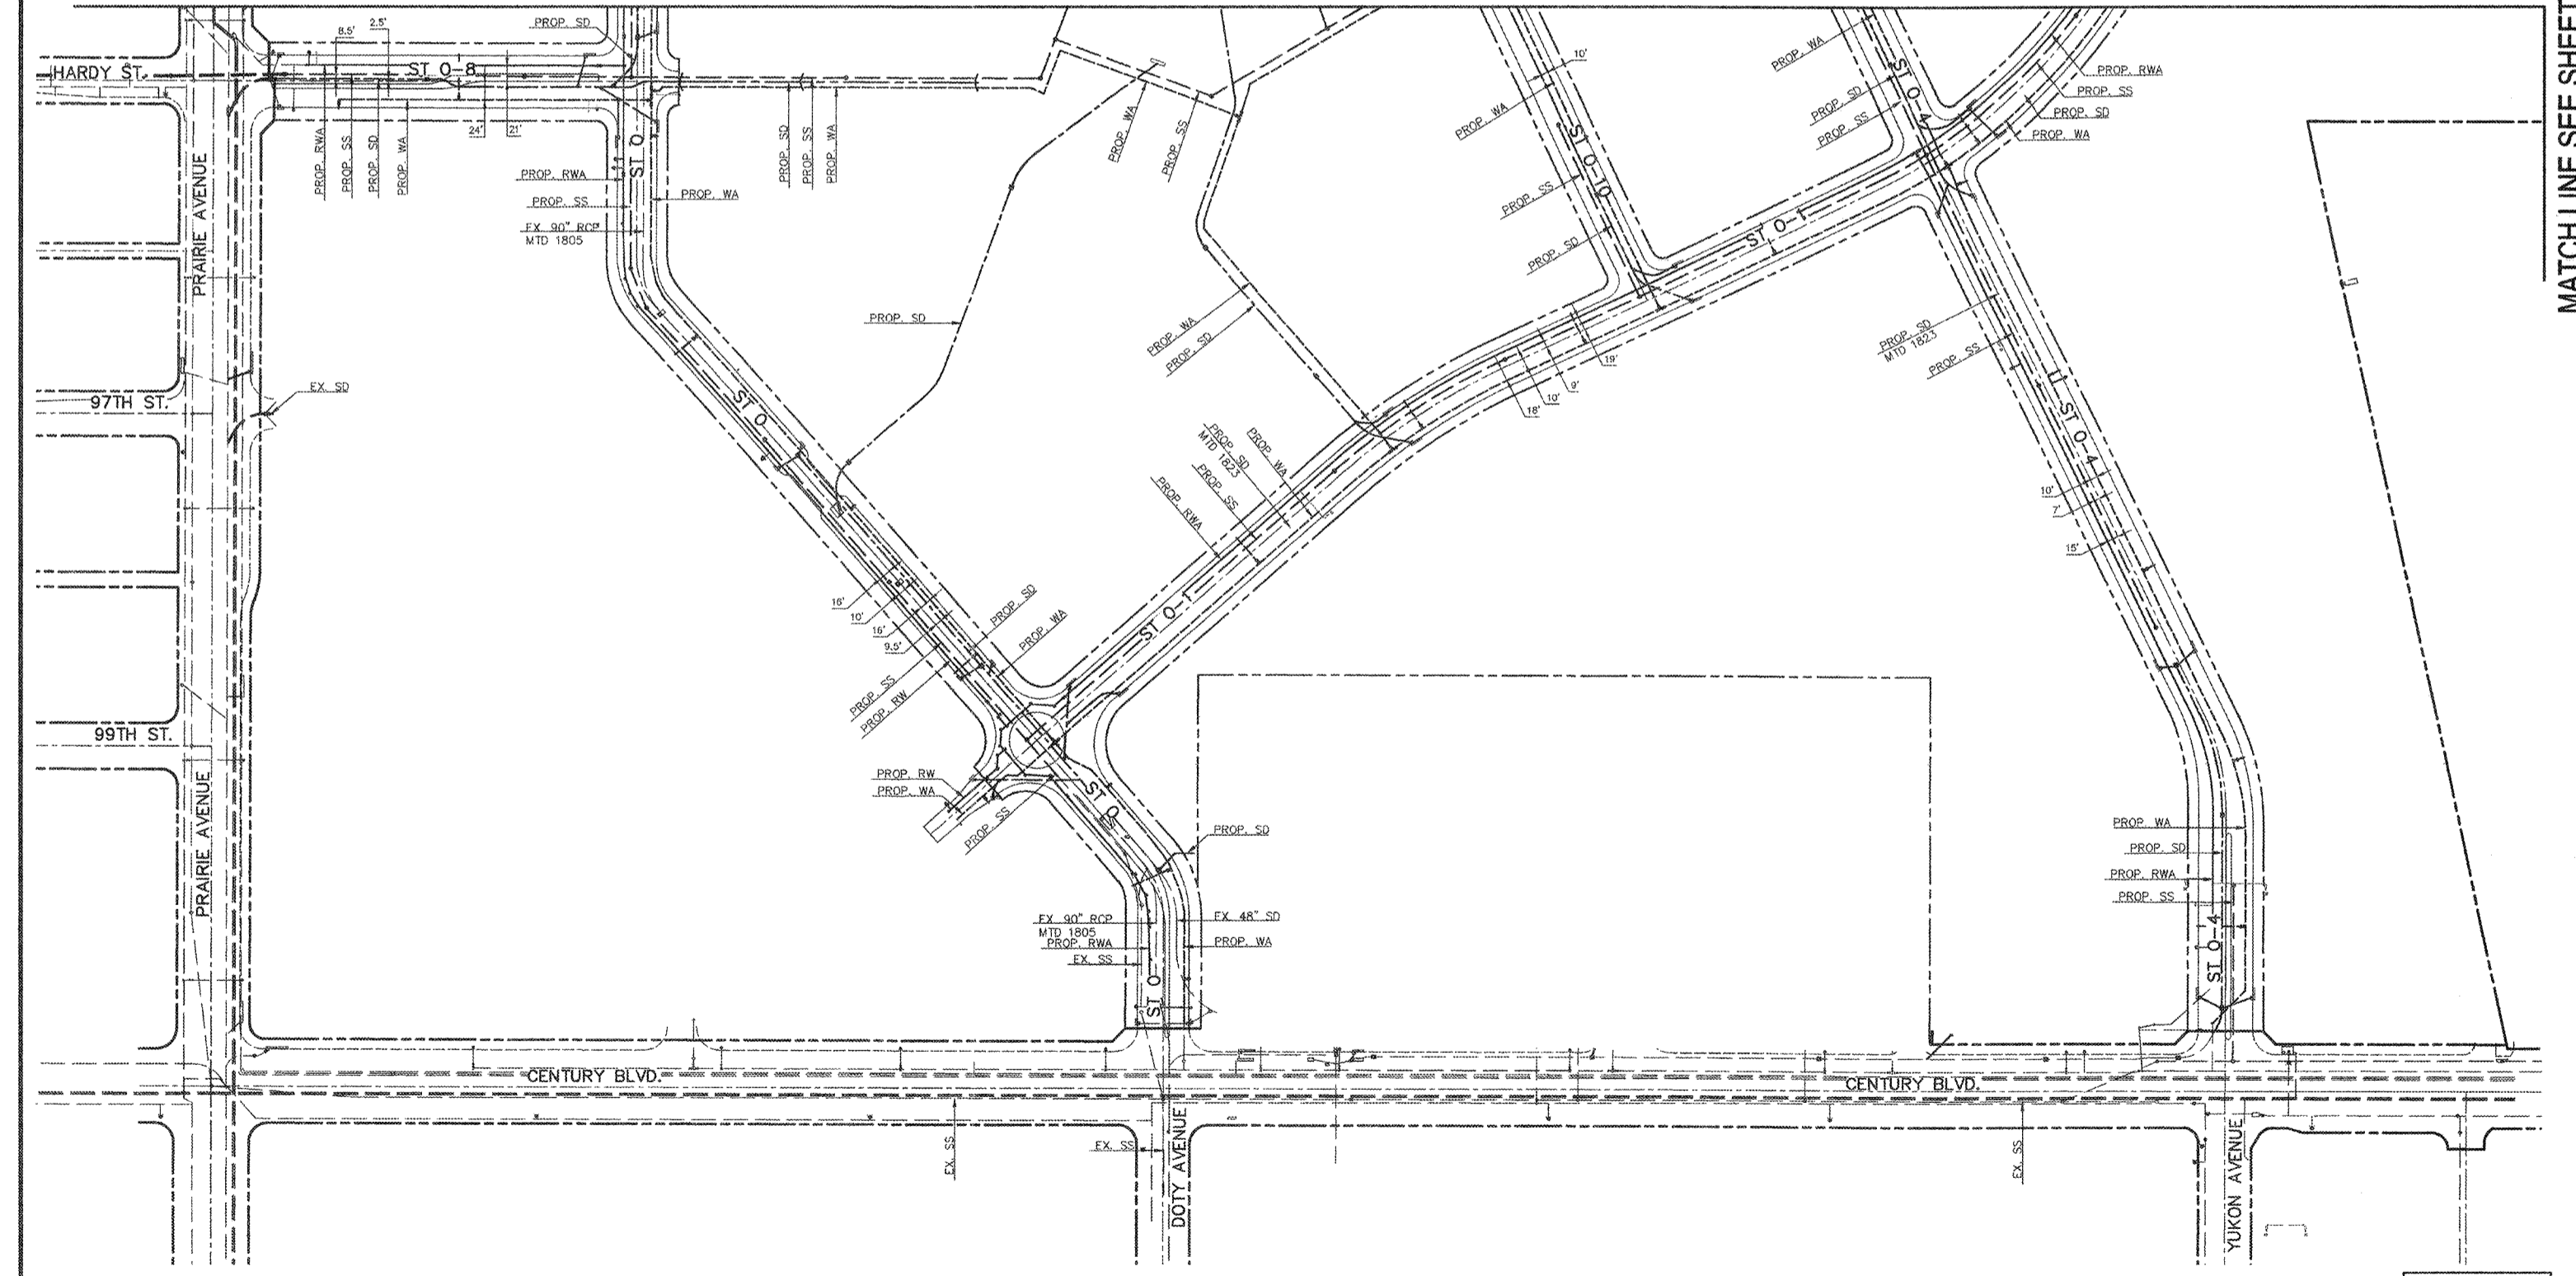 MATCH LINE SEE SHEET
8.5'
2.5'
PROP. SD
HARDY ST.
ST O-8
24'
21'
PROP. RWA
PROP. SS
PROP. SD
PROP. WA
PRAIRIE AVENUE
ST O
PROP. RWA
PROP. SS
EX. 90" RCP
MTD 1805
PROP. WA
PROP. SD
PROP. SS
PROP. WA
PROP. WA
PROP. SS
10'
PROP. WA
ST O-10
PROP. SS
PROP. SD
PROP. WA
ST O-4
PROP. SD
PROP. SS
PROP. RWA
PROP. SS
PROP. SD
PROP. WA
ST O-1
PROP. SD
PROP. WA
PROP. SD
19'
9'
10'
18'
PROP. SD
MTD 1823
PROP. SS
97TH ST.
EX. SD
ST O
PROP. WA
PROP. SD
MTD 1823
PROP. SS
PROP. RWA
ST O-4
10'
7'
15'
16'
10'
16'
9.5'
PROP. SD
PROP. WA
PROP. SS
PROP. RW
ST O-1
99TH ST.
PRAIRIE AVENUE
PROP. RW
PROP. WA
PROP. SS
ST O
PROP. SD
EX. 90" RCP
MTD 1805
PROP. RWA
EX. SS
EX. 48" SD
PROP. WA
ST O
PROP. WA
PROP. SD
PROP. RWA
PROP. SS
ST O-4
CENTURY BLVD.
CENTURY BLVD.
EX. SS
EX. SS
DOTY AVENUE
EX. SS
YUKON AVENUE